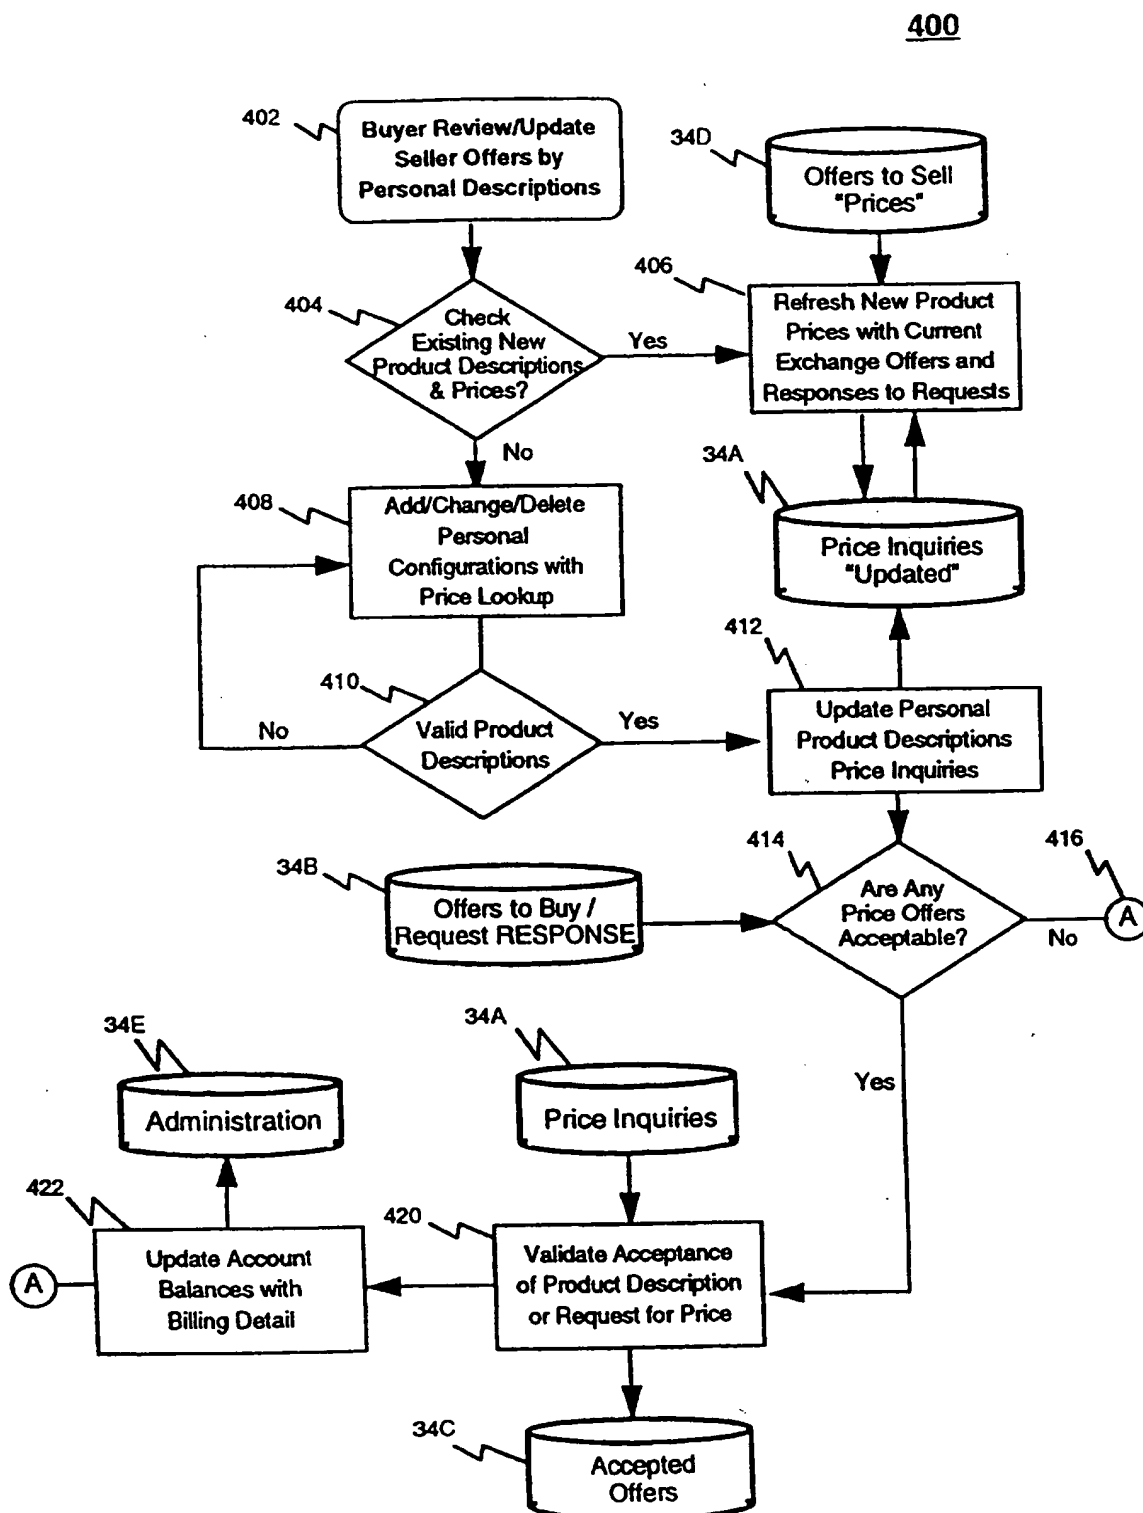 400
402
Buyer Review/Update
Seller Offers by
Personal Descriptions
34D
Offers to Sell
"Prices"
404
Check
Existing New
Product Descriptions
& Prices?
Yes
No
406
Refresh New Product
Prices with Current
Exchange Offers and
Responses to Requests
34A
Price Inquiries
"Updated"
408
Add/Change/Delete
Personal
Configurations with
Price Lookup
410
Valid Product
Descriptions
No
Yes
412
Update Personal
Product Descriptions
Price Inquiries
34B
Offers to Buy /
Request RESPONSE
414
Are Any
Price Offers
Acceptable?
No
416
A
Yes
34E
Administration
34A
Price Inquiries
422
Update Account
Balances with
Billing Detail
A
420
Validate Acceptance
of Product Description
or Request for Price
34C
Accepted
Offers